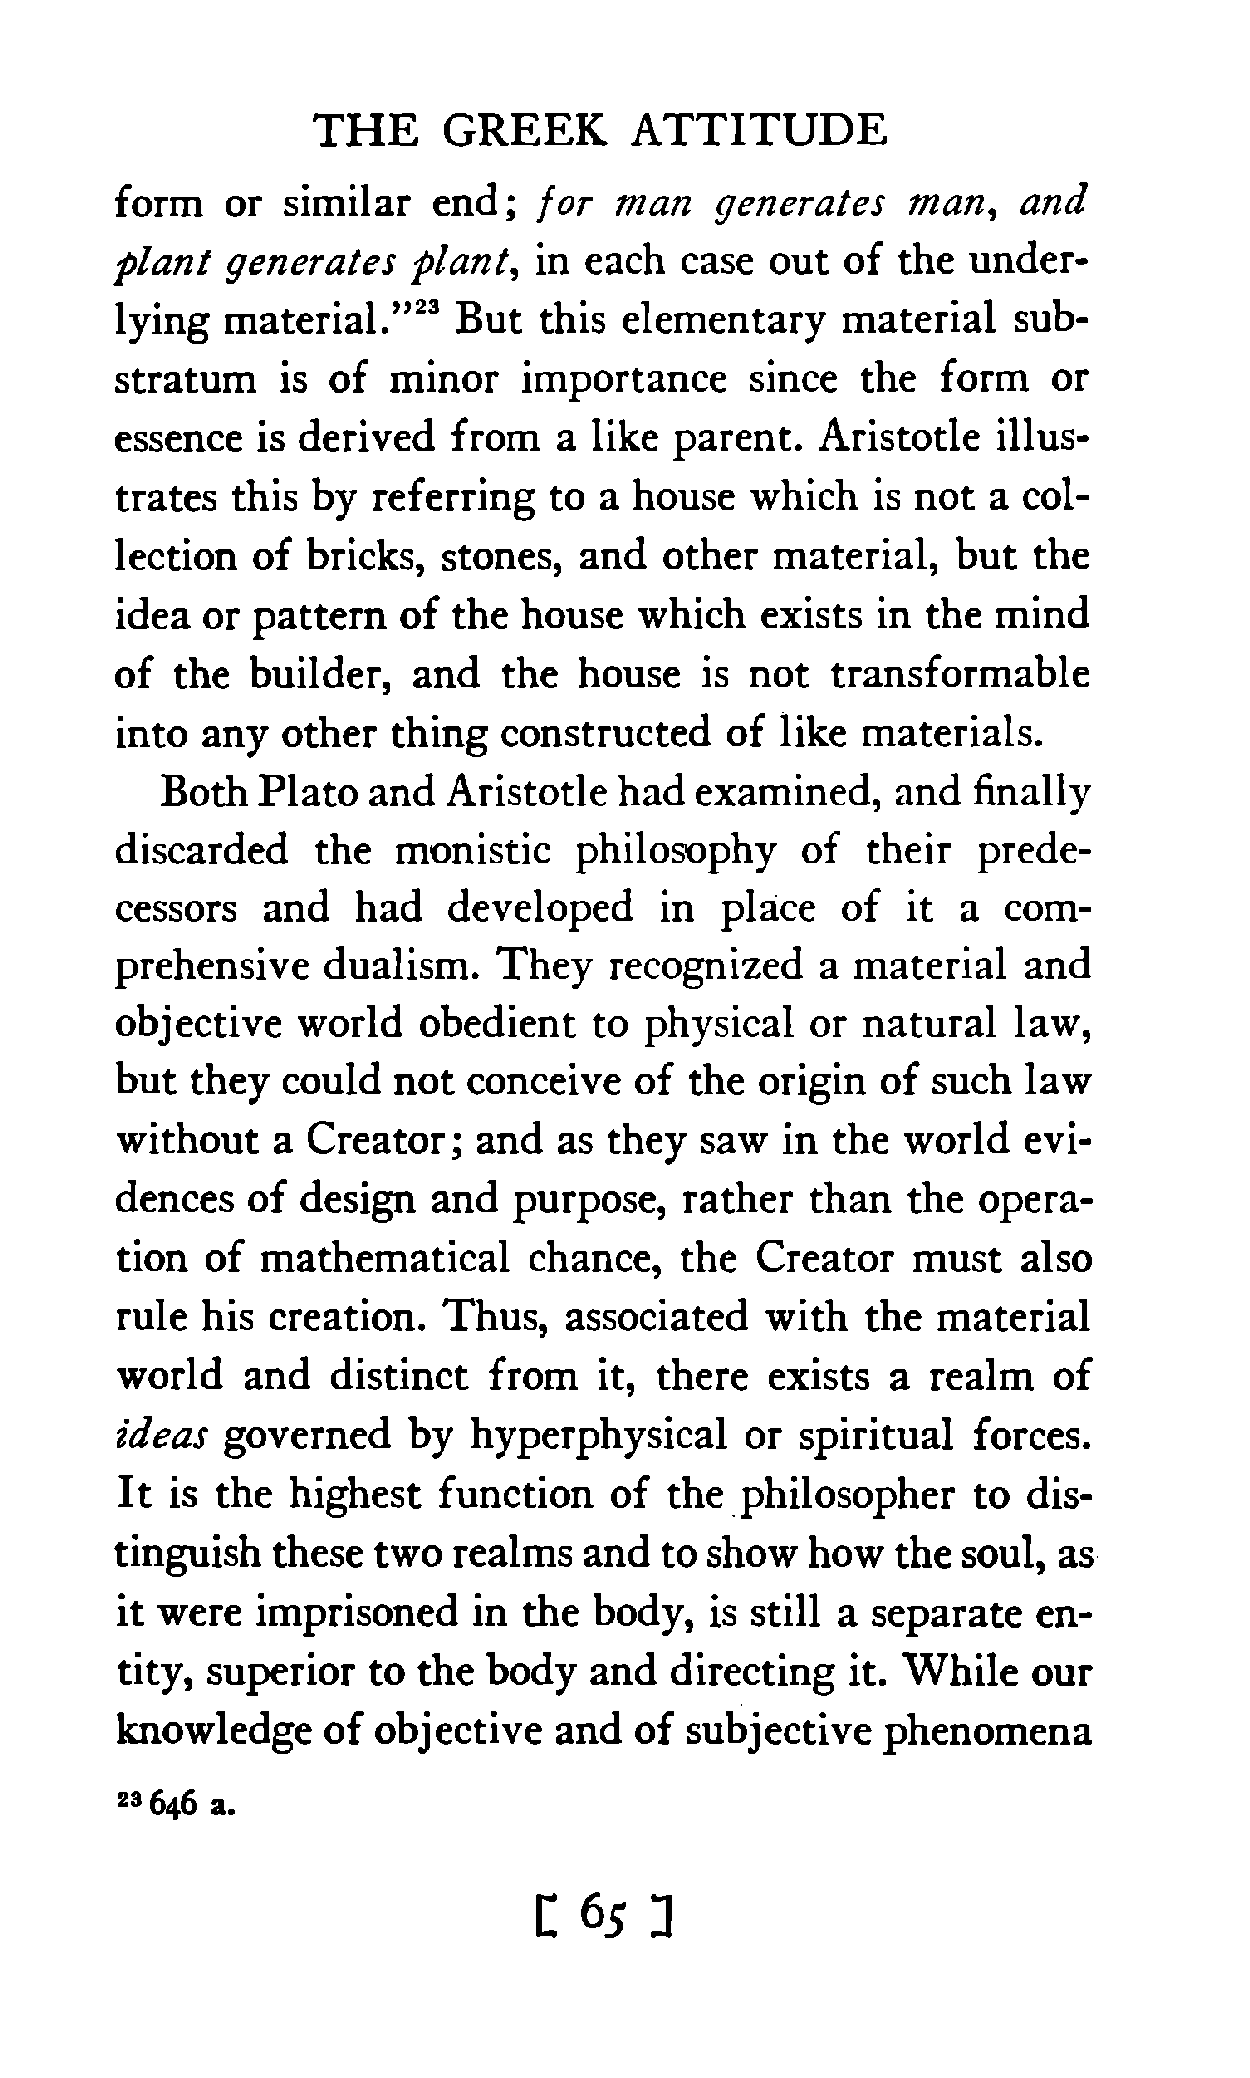 THE GREEK ATTITUDE
form or similar end; for man generates man, and
plant generates plant, in each case out of the under-
lying material.”²³ But this elementary material sub-
stratum is of minor importance since the form or
essence is derived from a like parent. Aristotle illus-
trates this by referring to a house which is not a col-
lection of bricks, stones, and other material, but the
idea or pattern of the house which exists in the mind
of the builder, and the house is not transformable
into any other thing constructed of like materials.
Both Plato and Aristotle had examined, and finally
discarded the monistic philosophy of their prede-
cessors and had developed in place of it a com-
prehensive dualism. They recognized a material and
objective world obedient to physical or natural law,
but they could not conceive of the origin of such law
without a Creator; and as they saw in the world evi-
dences of design and purpose, rather than the opera-
tion of mathematical chance, the Creator must also
rule his creation. Thus, associated with the material
world and distinct from it, there exists a realm of
ideas governed by hyperphysical or spiritual forces.
It is the highest function of the philosopher to dis-
tinguish these two realms and to show how the soul, as
it were imprisoned in the body, is still a separate en-
tity, superior to the body and directing it. While our
knowledge of objective and of subjective phenomena
²³ 646 a.
[ 65 ]